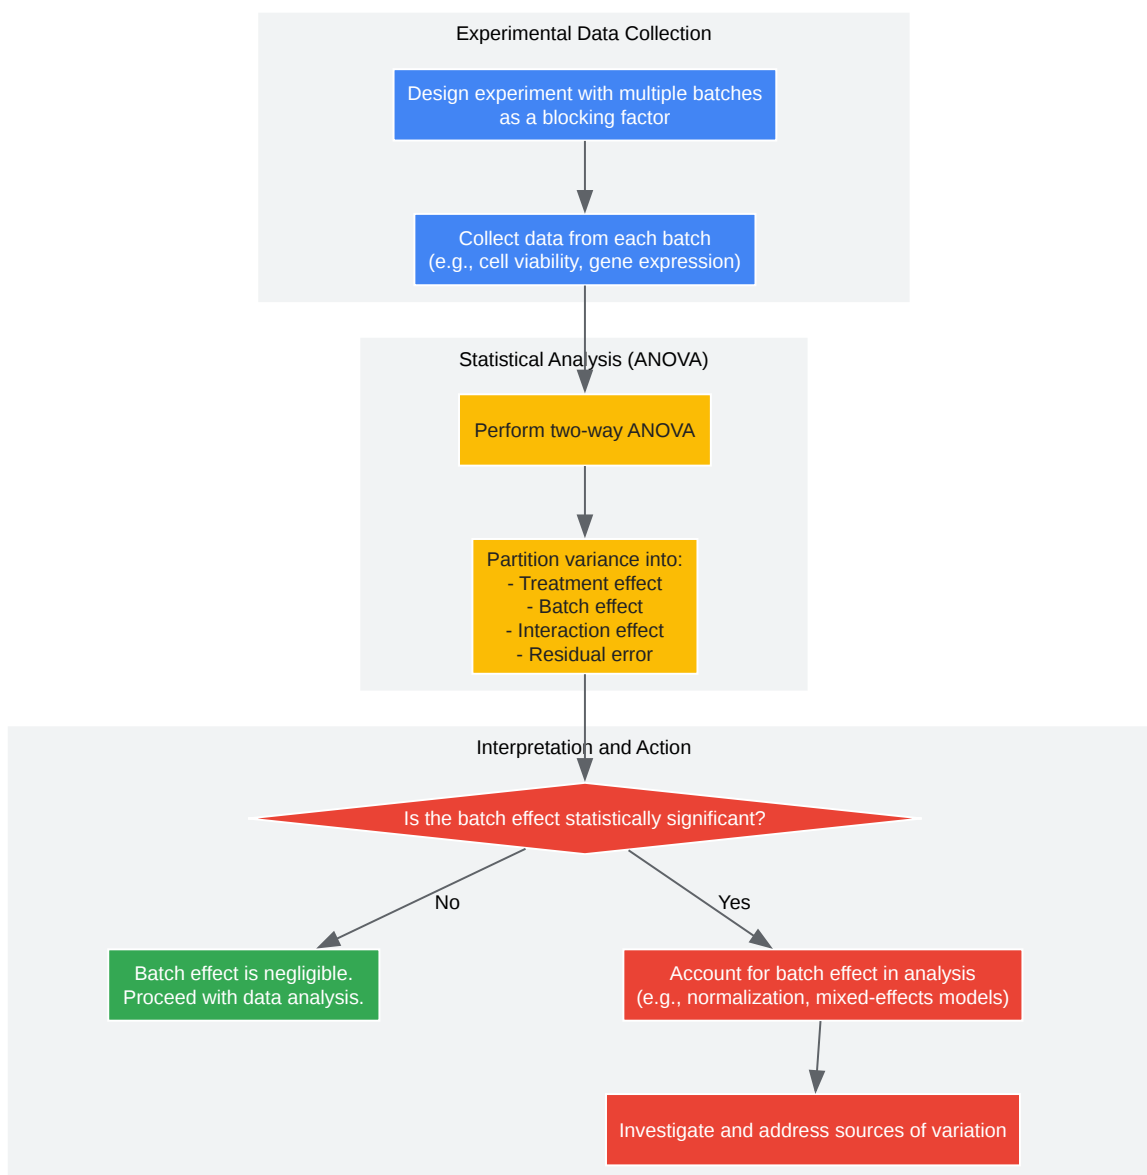 Experimental Data Collection
Design experiment with multiple batches
as a blocking factor
Collect data from each batch
(e.g., cell viability, gene expression)
Statistical Analysis (ANOVA)
Perform two-way ANOVA
Partition variance into:
- Treatment effect
- Batch effect
- Interaction effect
- Residual error
Interpretation and Action
Is the batch effect statistically significant?
No
Yes
Batch effect is negligible.
Proceed with data analysis.
Account for batch effect in analysis
(e.g., normalization, mixed-effects models)
Investigate and address sources of variation